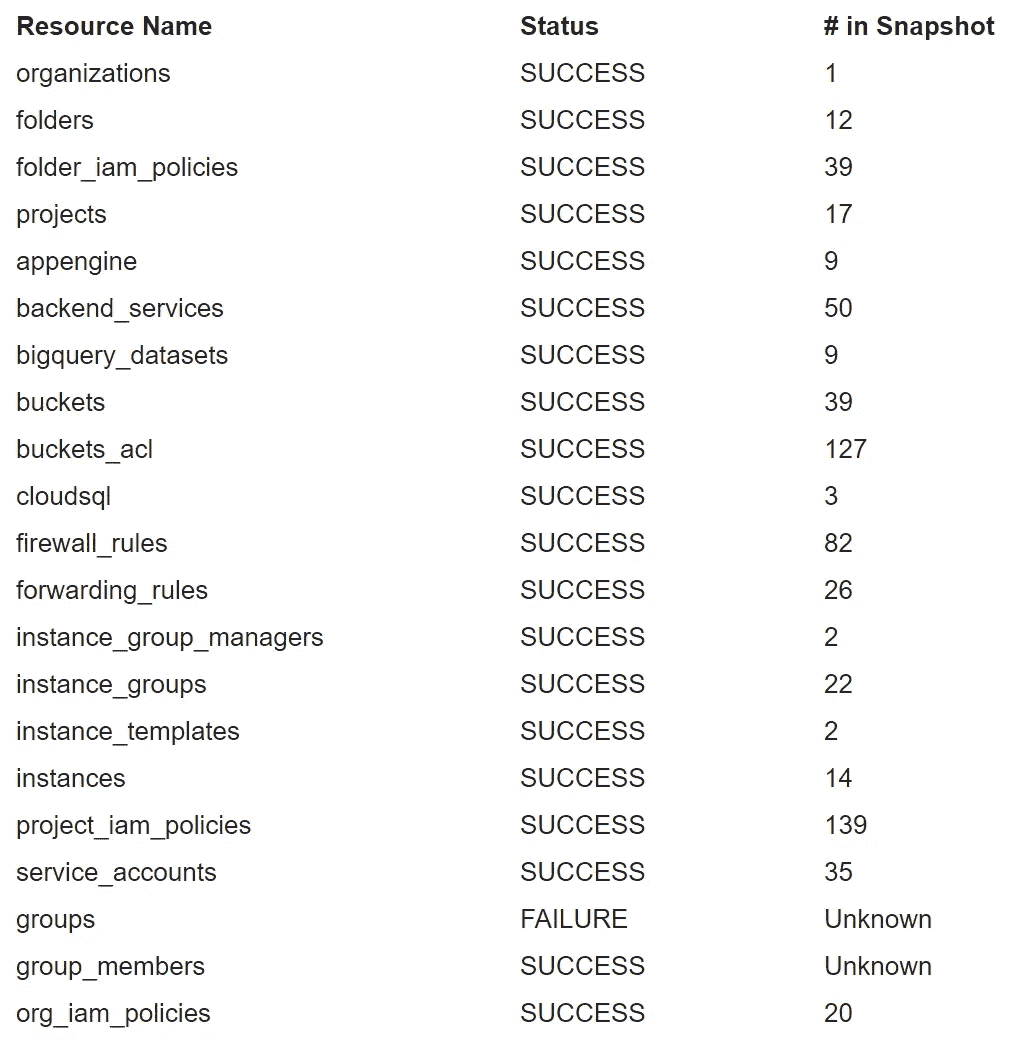 Resource Name Status # in Snapshot
organizations SUCCESS 1
folders SUCCESS 12
folder_iam_policies SUCCESS 39
projects SUCCESS 17
appengine SUCCESS 9
backend_services SUCCESS 50
bigquery_datasets SUCCESS 9
buckets SUCCESS 39
buckets_acl SUCCESS 127
cloudsql SUCCESS 3
firewall_rules SUCCESS 82
forwarding_rules SUCCESS 26
instance_group_managers SUCCESS 2
instance_groups SUCCESS 22
instance_templates SUCCESS 2
instances SUCCESS 14
project_iam_policies SUCCESS 139
service_accounts SUCCESS 35
groups FAILURE Unknown
group_members SUCCESS Unknown
org_iam_policies SUCCESS 20